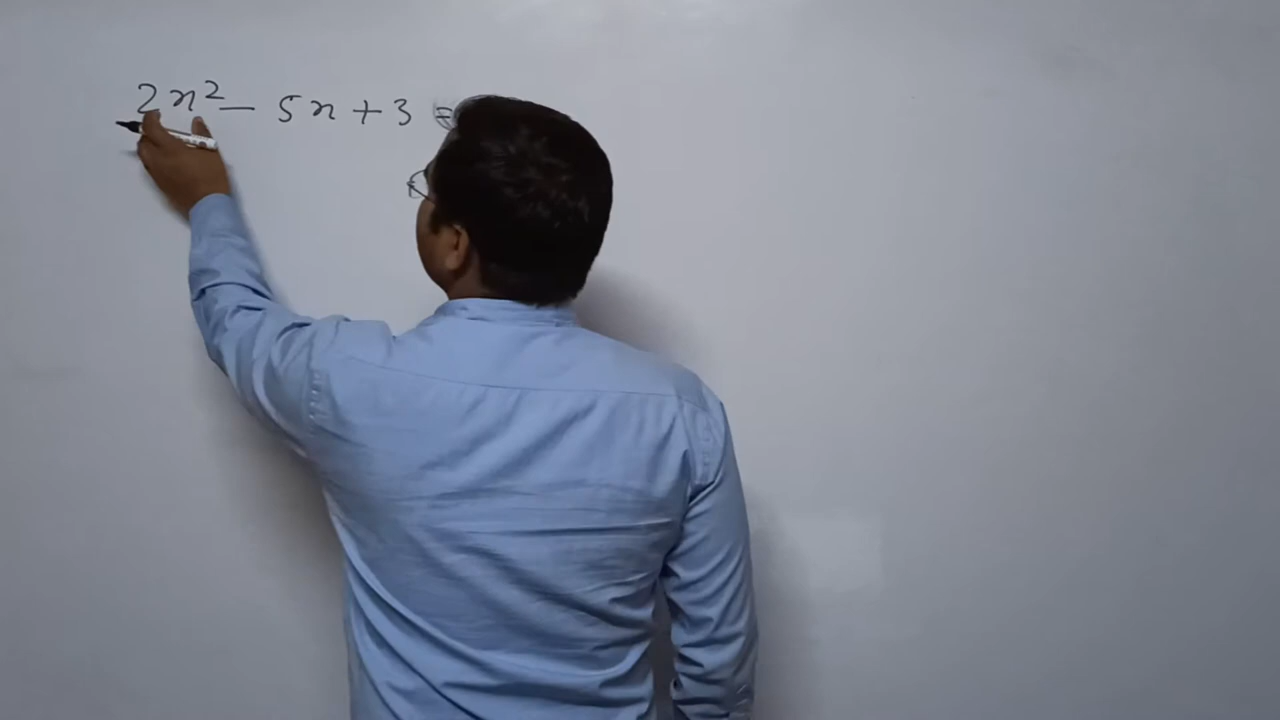 2x² - 5x + 3 =